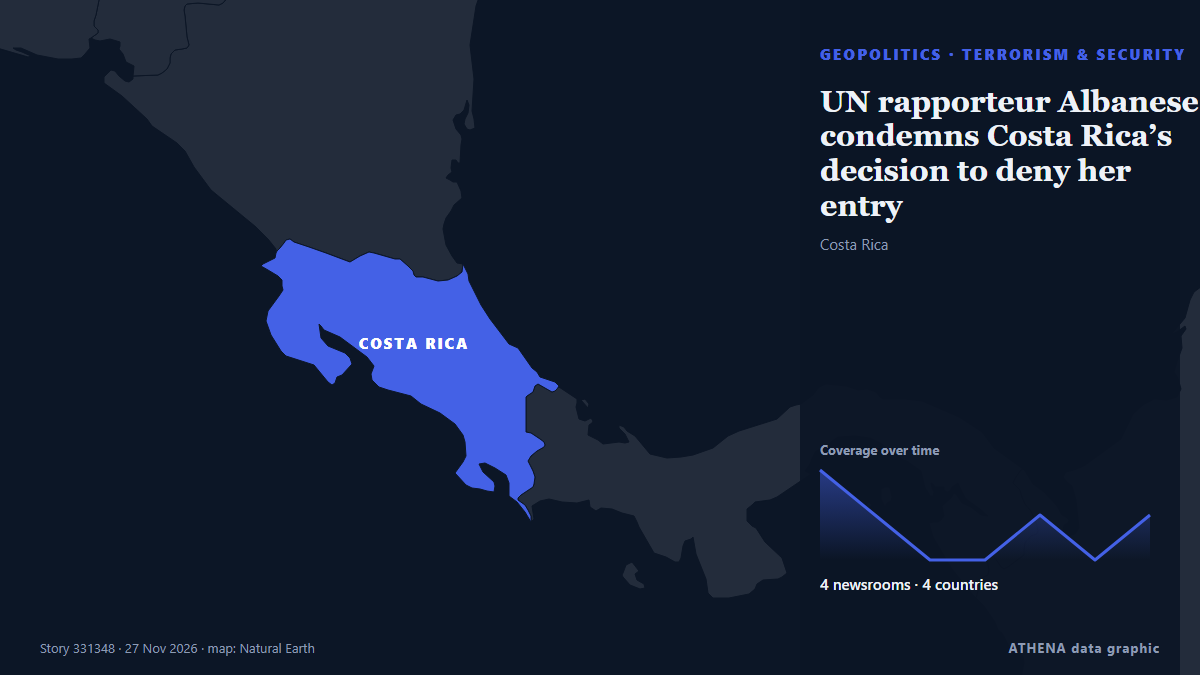 GEOPOLITICS · TERRORISM & SECURITY
UN rapporteur Albanese
condemns Costa Rica’s
decision to deny her
entry
Costa Rica
COSTA RICA
Coverage over time
4 newsrooms · 4 countries
Story 331348 · 27 Nov 2026 · map: Natural Earth
ATHENA data graphic